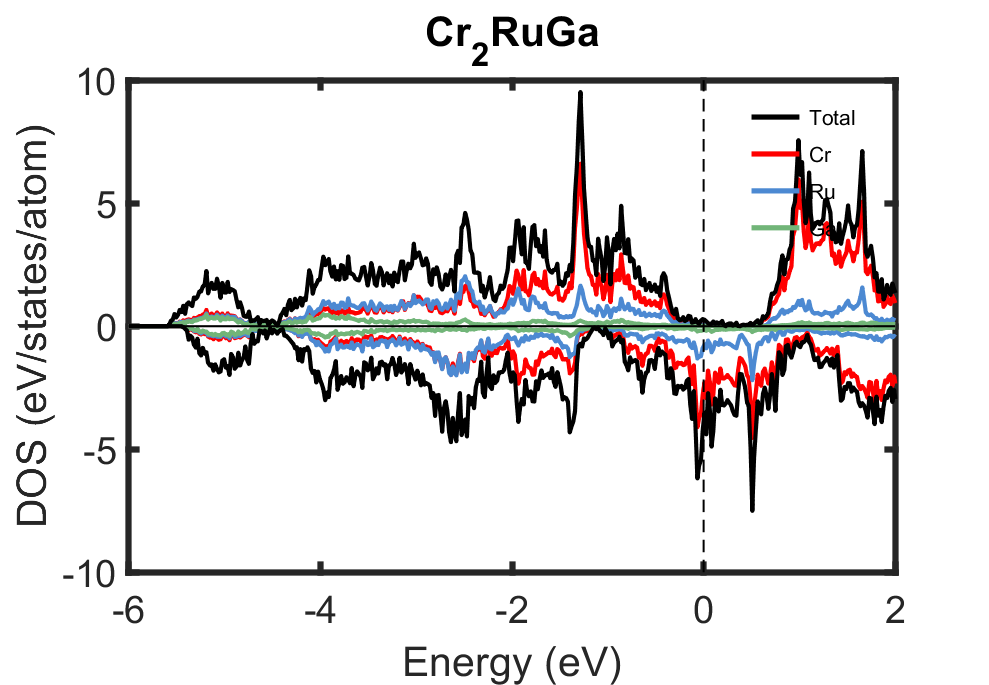 Cr₂RuGa
10
5
0
-5
-10
DOS (eV/states/atom)
Total
Cr
Ru
Ga
-6
-4
-2
0
2
Energy (eV)